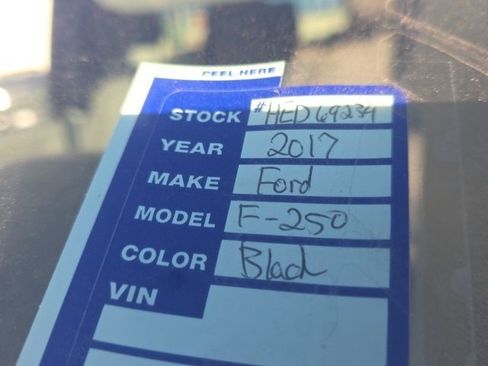 PEEL HERE
STOCK #HED69234
YEAR 2017
MAKE Ford
MODEL F-250
COLOR Black
VIN